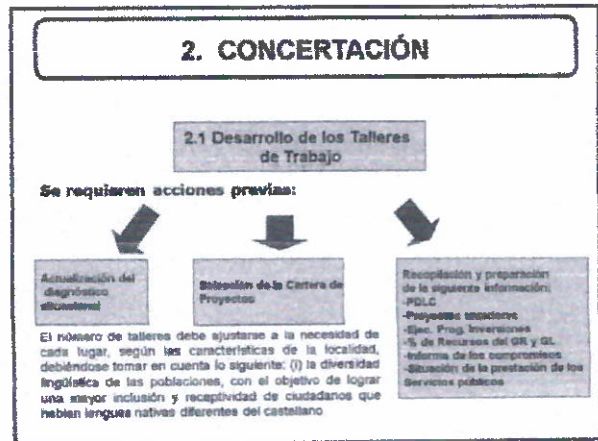 2. CONCERTACIÓN
2.1 Desarrollo de los Talleres
de Trabajo
Se requieren acciones previas:
Actualización del
diagnóstico
situacional
Selección de la Cartera de
Proyectos
Recopilación y preparación
de la siguiente información:
-PDLC
-Proyectos
-Ejec. Prog. Inversiones
-% de Recursos del GR y GL
-Informe de los compromisos
-Situación de la prestación de los
Servicios públicos
El número de talleres debe ajustarse a la necesidad de
cada lugar, según las características de la localidad,
debiéndose tomar en cuenta lo siguiente: (i) la diversidad
lingüística de las poblaciones, con el objetivo de lograr
una mayor inclusión y receptividad de ciudadanos que
hablen lenguas nativas diferentes del castellano